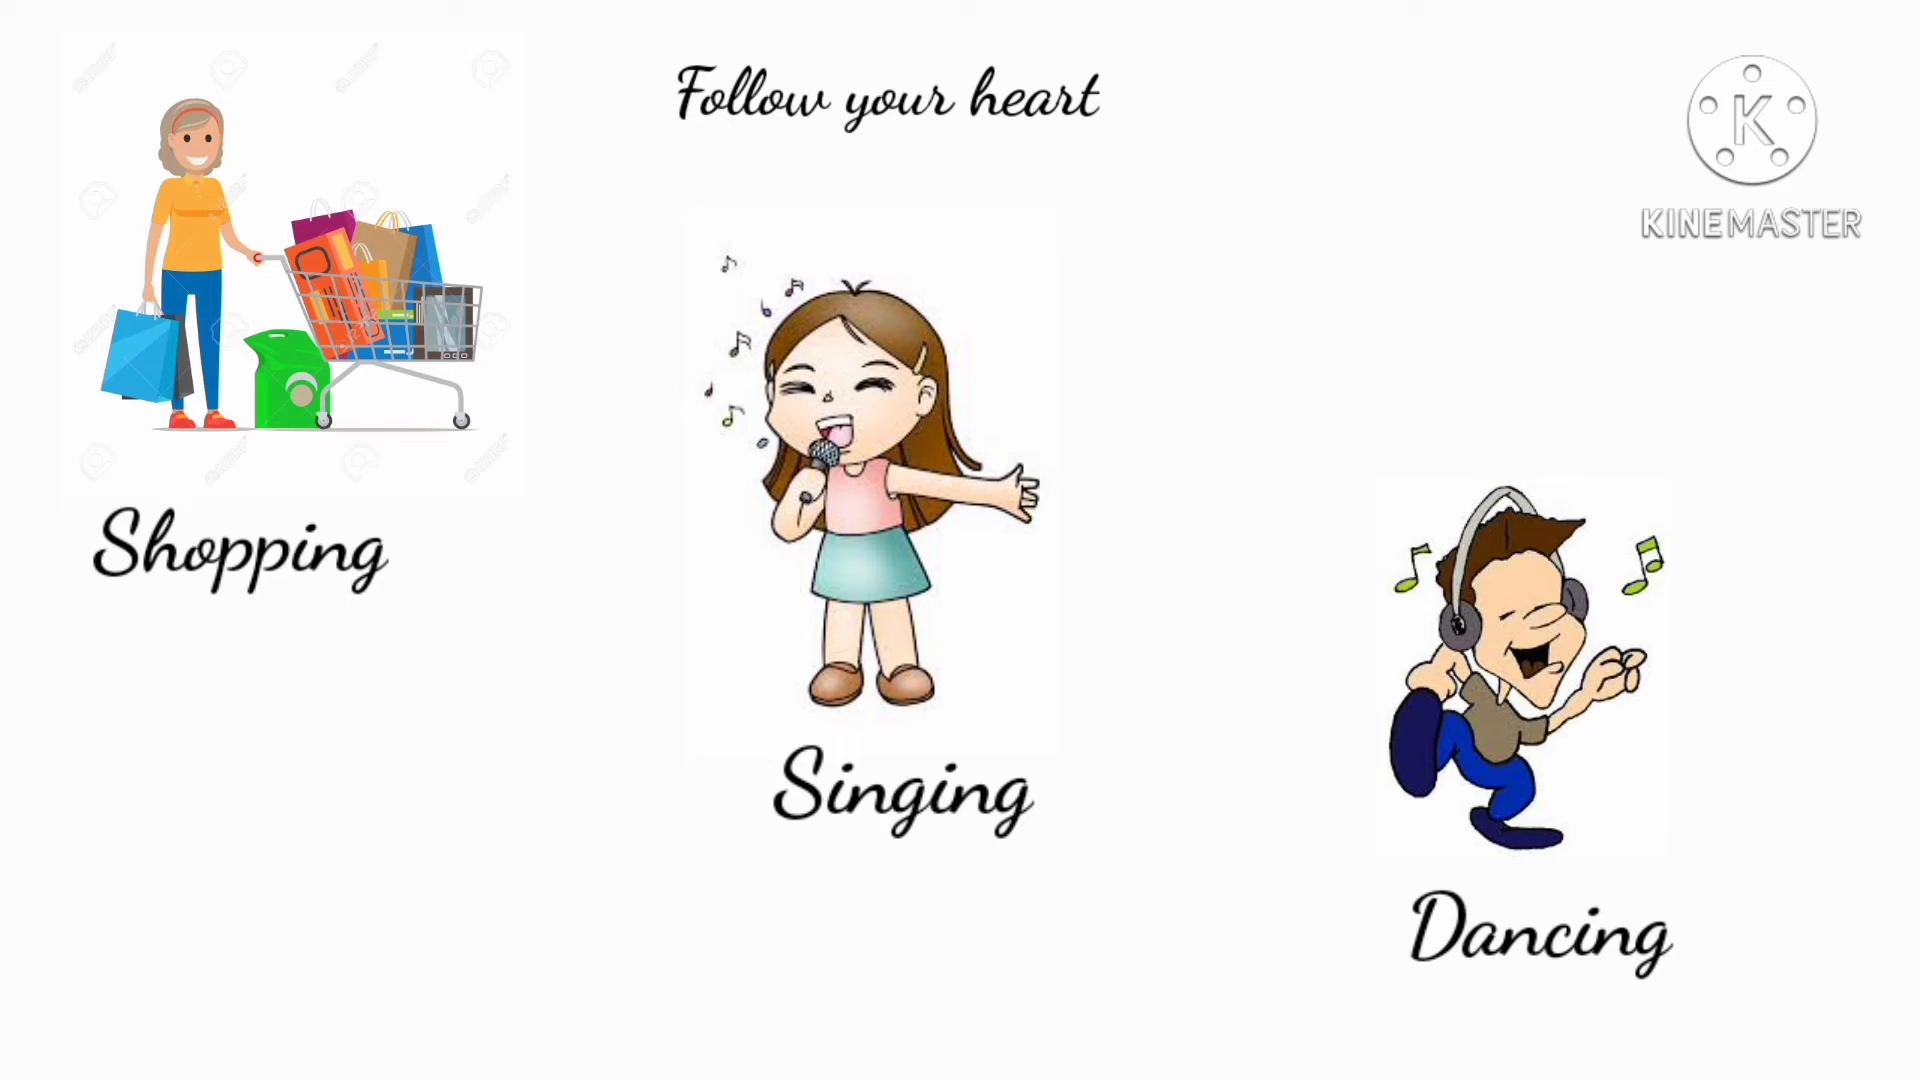 Follow your heart
K
KINEMASTER
Shopping
Singing
Dancing